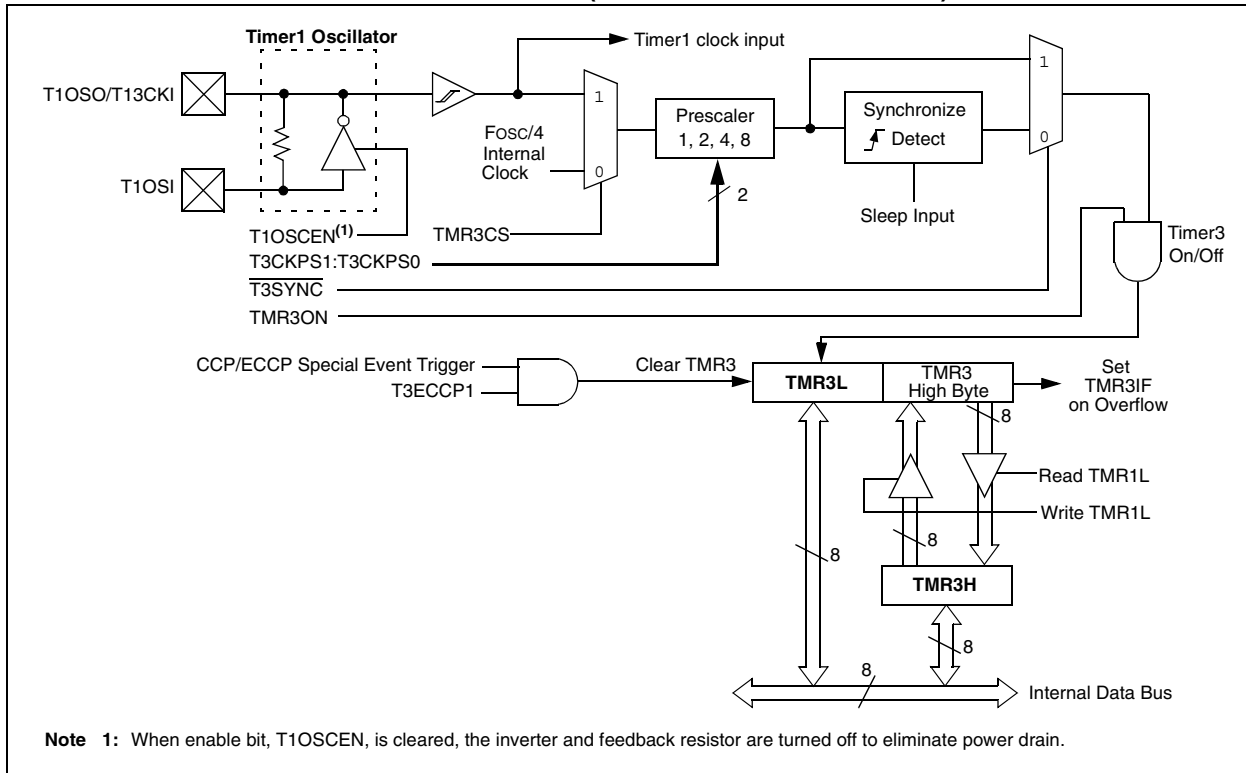 Timer1 Oscillator
Timer1 clock input
T1OSO/T13CKI
T1OSI
FOSC/4
Internal
Clock
1
0
Prescaler
1, 2, 4, 8
2
Synchronize
Detect
Sleep Input
1
0
T1OSCEN(1)
TMR3CS
T3CKPS1:T3CKPS0
T3SYNC
TMR3ON
Timer3
On/Off
CCP/ECCP Special Event Trigger
T3ECCP1
Clear TMR3
TMR3L
TMR3
High Byte
Set
TMR3IF
on Overflow
8
Read TMR1L
Write TMR1L
8
8
TMR3H
8
8
Internal Data Bus
Note 1: When enable bit, T1OSCEN, is cleared, the inverter and feedback resistor are turned off to eliminate power drain.